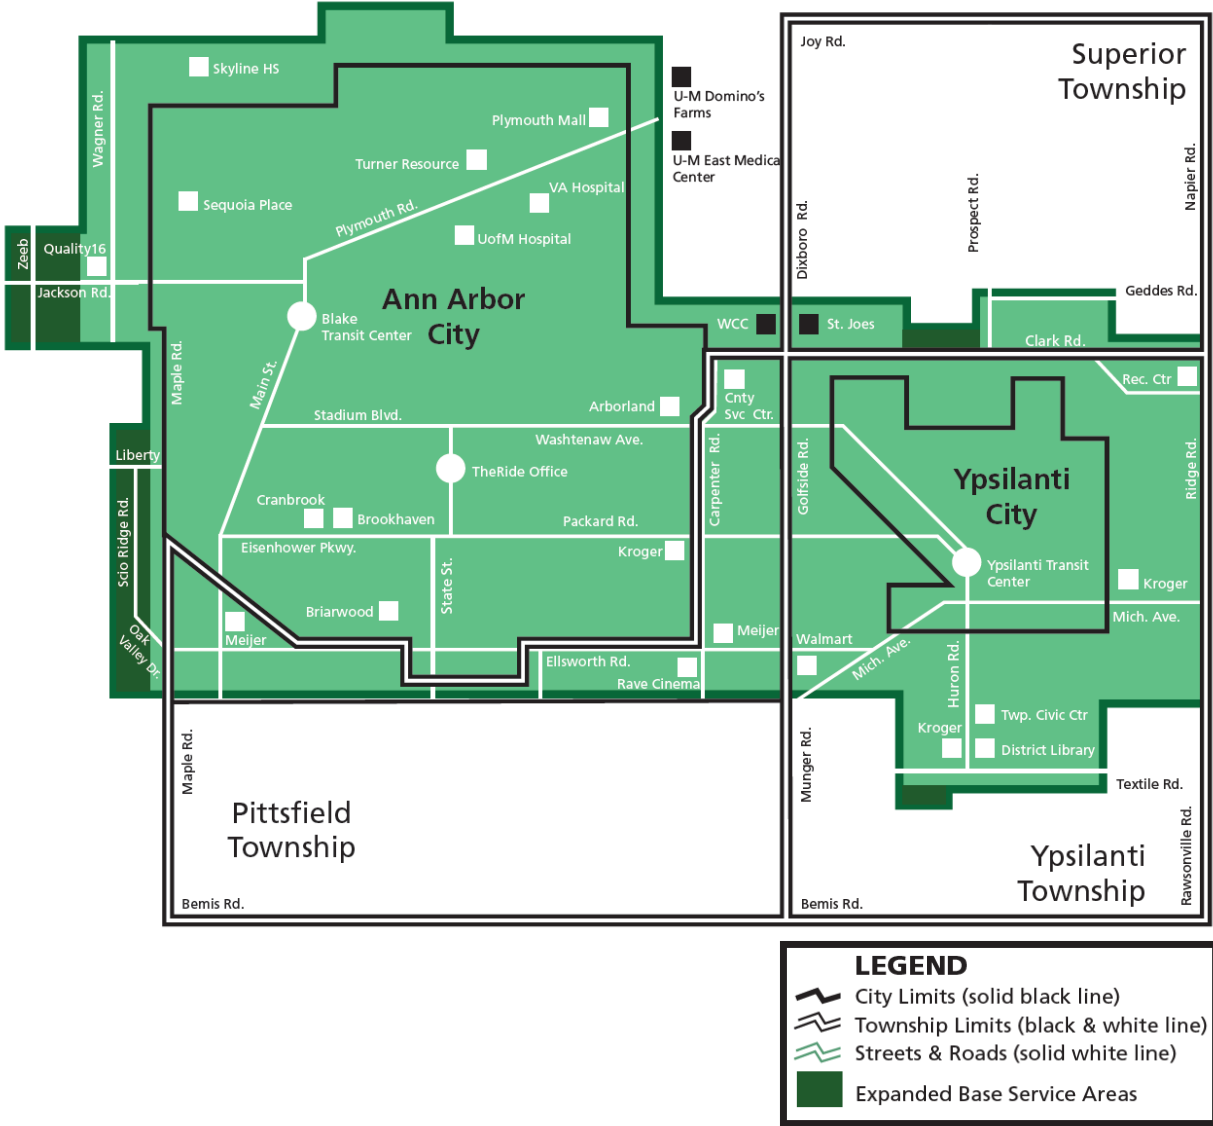 Joy Rd.
Superior
Township
Skyline HS
U-M Domino's
Farms
Wagner Rd.
Plymouth Mall
U-M East Medica
Center
Turner Resource
Napier Rd.
VA Hospital
Prospect Rd.
Sequoia Place
Plymouth Rd.
Dixboro Rd.
UofM Hospital
Zeeb
Quality16
Jackson Rd.
Ann Arbor
City
Geddes Rd.
Blake
Transit Center
WCC
St. Joes
Clark Rd.
Maple Rd.
Main St.
Rec. Ctr
Cnty
Svc Ctr.
Arborland
Stadium Blvd.
Washtenaw Ave.
Liberty
TheRide Office
Carpenter Rd.
Golfside Rd.
Ridge Rd.
Ypsilanti
City
Cranbrook
Brookhaven
Packard Rd.
Scio Ridge Rd.
Eisenhower Pkwy.
Kroger
State St.
Ypsilanti Transit
Center
Kroger
Briarwood
Mich. Ave.
Oak
Valley Dr.
Meijer
Meijer
Walmart
Ellsworth Rd.
Mich. Ave.
Huron Rd.
Rave Cinema
Twp. Civic Ctr
Kroger
District Library
Maple Rd.
Munger Rd.
Textile Rd.
Pittsfield
Township
Ypsilanti
Township
Rawsonville Rd.
Bemis Rd.
Bemis Rd.
LEGEND
City Limits (solid black line)
Township Limits (black & white line)
Streets & Roads (solid white line)
Expanded Base Service Areas